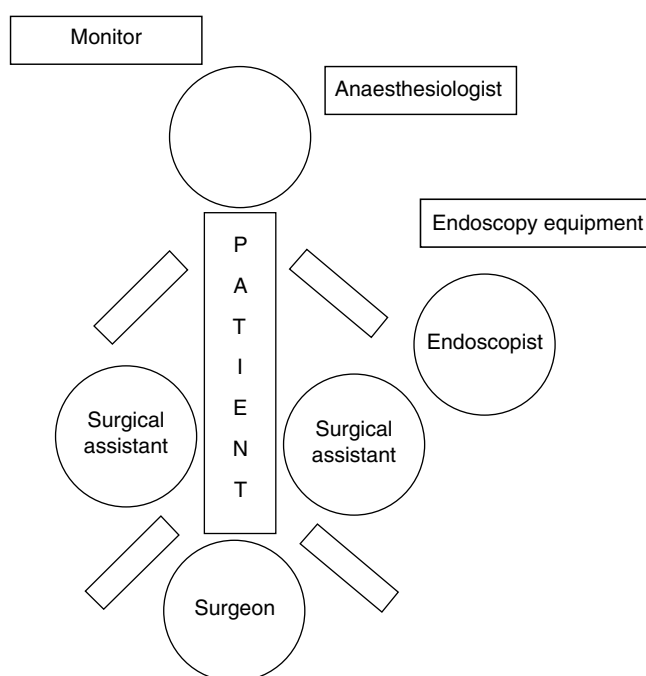 Monitor
Anaesthesiologist
Endoscopy equipment
P
A
T
I
E
N
T
Endoscopist
Surgical
assistant
Surgical
assistant
Surgeon